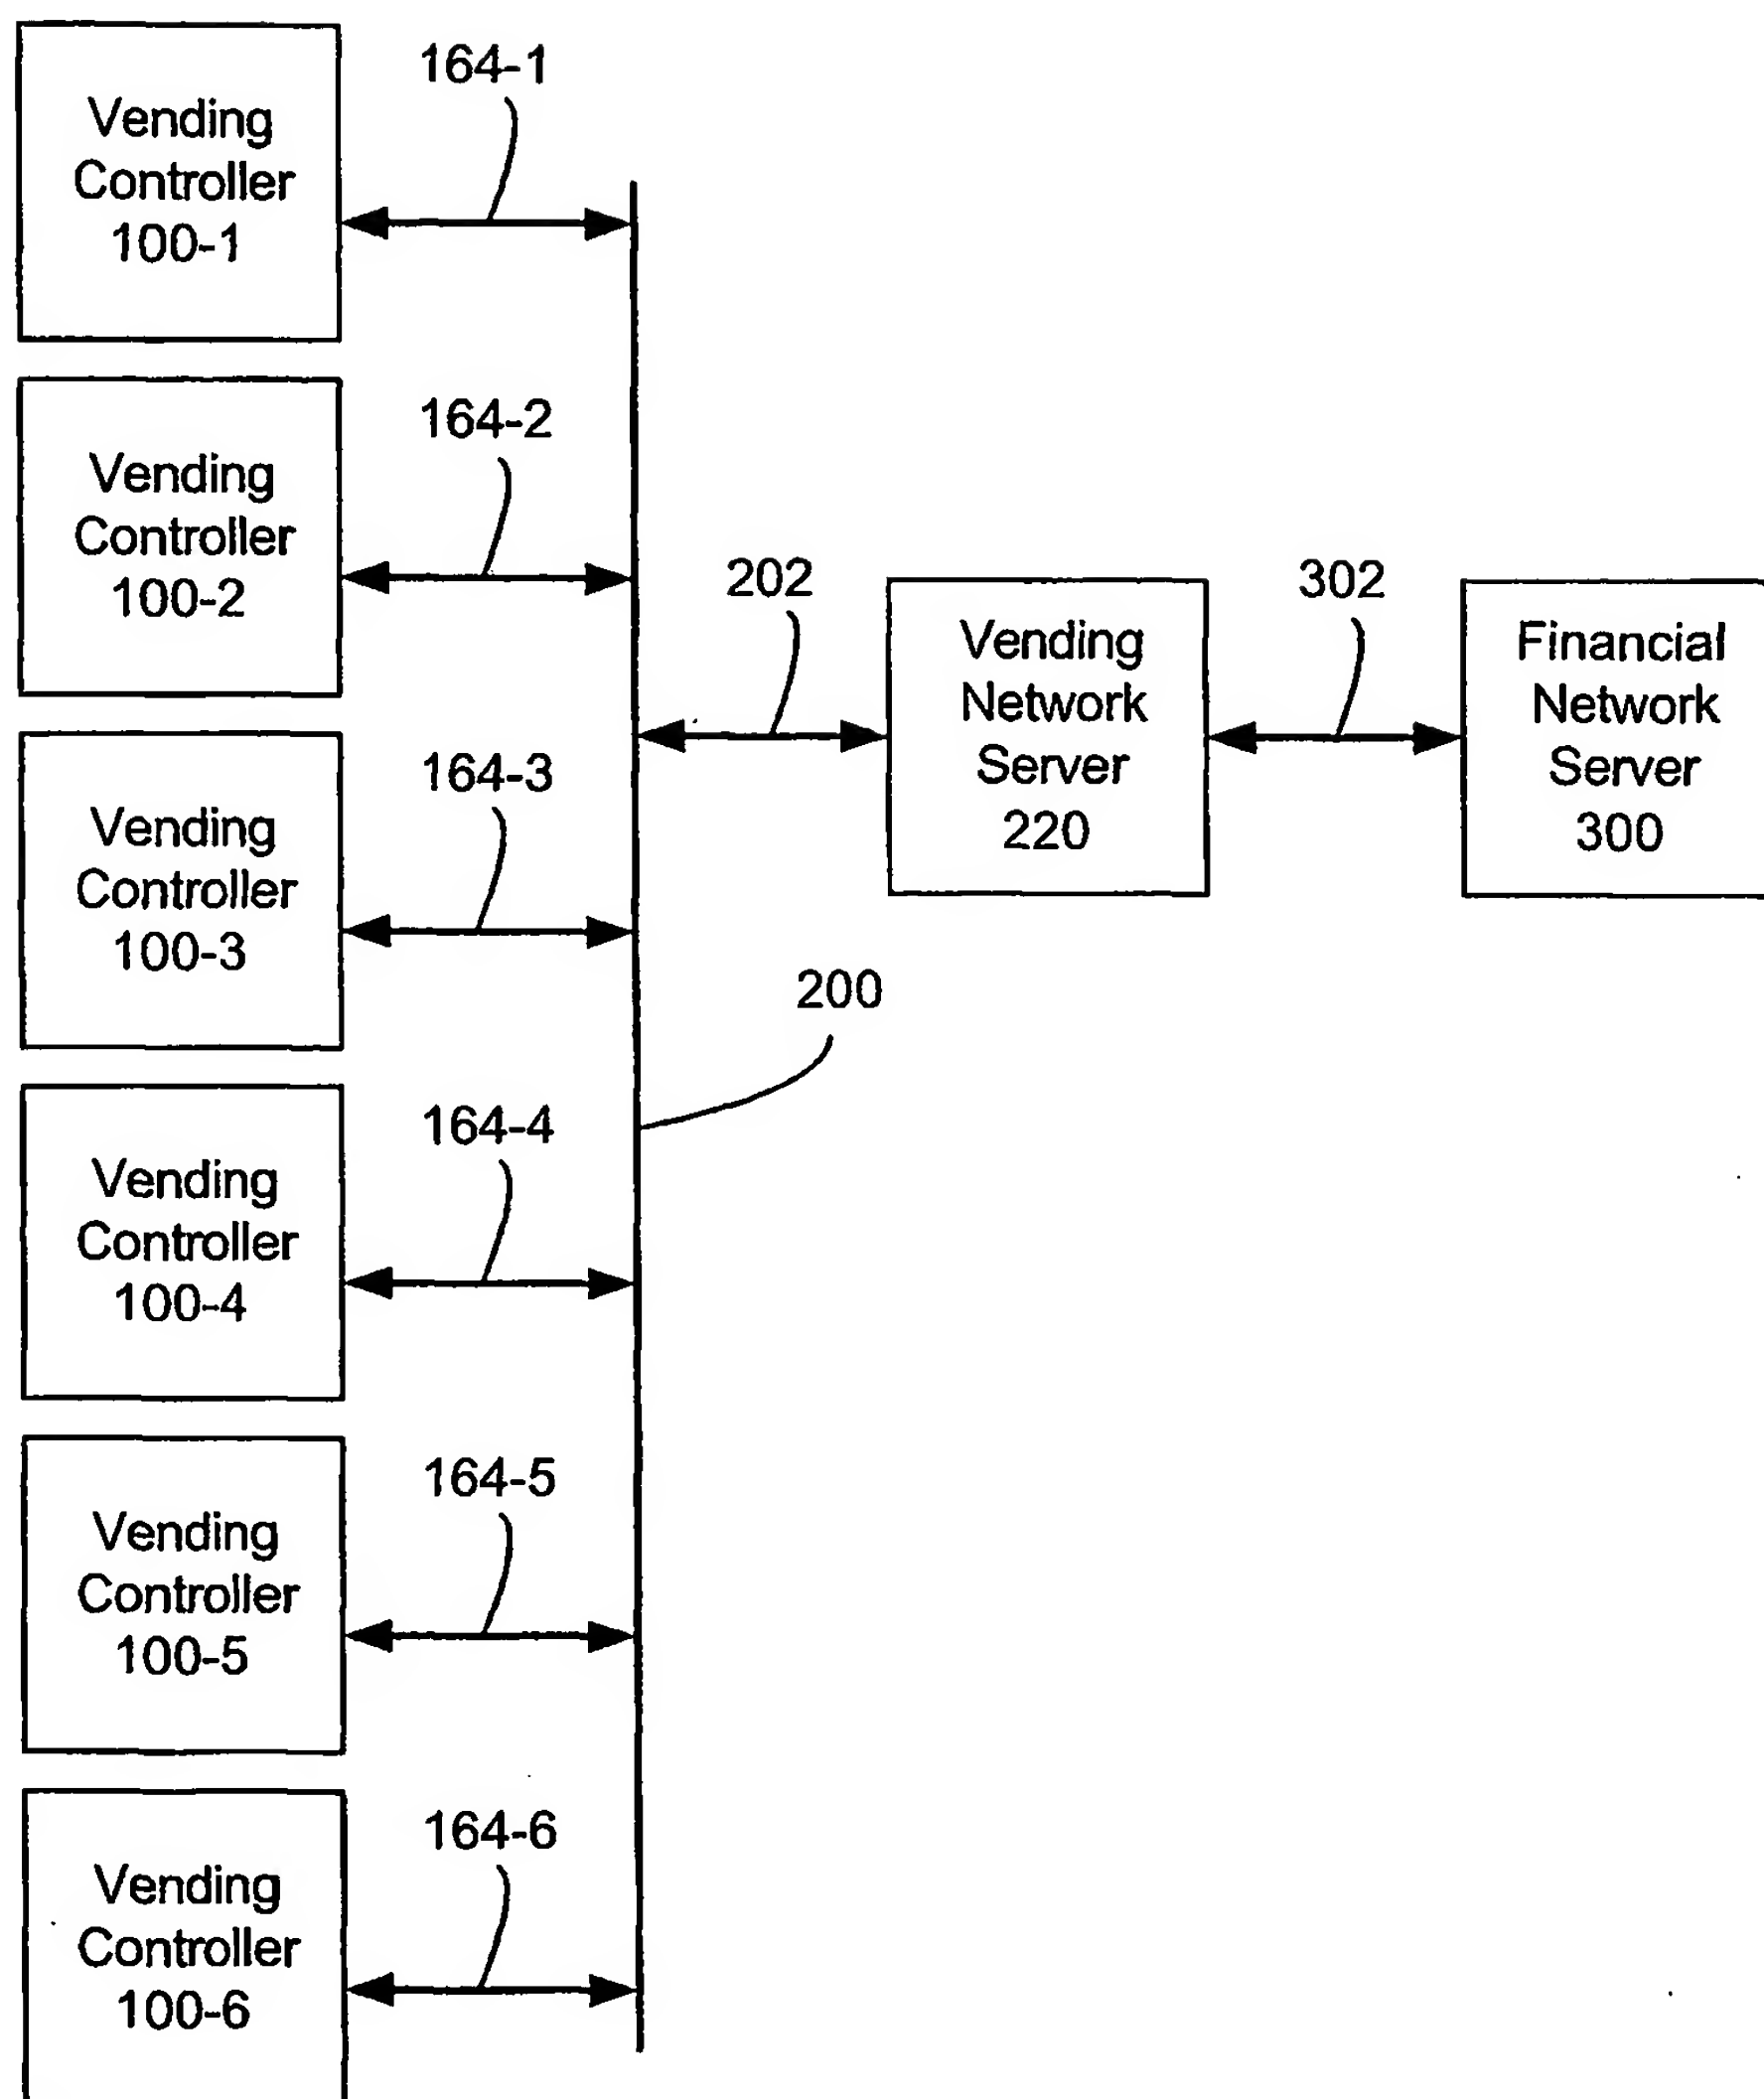 Vending
Controller
100-1
164-1
Vending
Controller
100-2
164-2
Vending
Controller
100-3
164-3
Vending
Controller
100-4
164-4
Vending
Controller
100-5
164-5
Vending
Controller
100-6
164-6
200
202
Vending
Network
Server
220
302
Financial
Network
Server
300